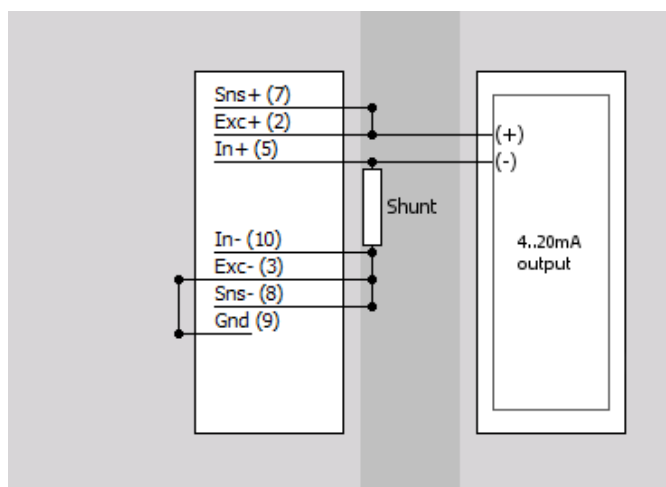 Sns+ (7)
Exc+ (2)
In+ (5)
(+)
(-)
Shunt
In- (10)
Exc- (3)
Sns- (8)
Gnd (9)
4..20mA
output